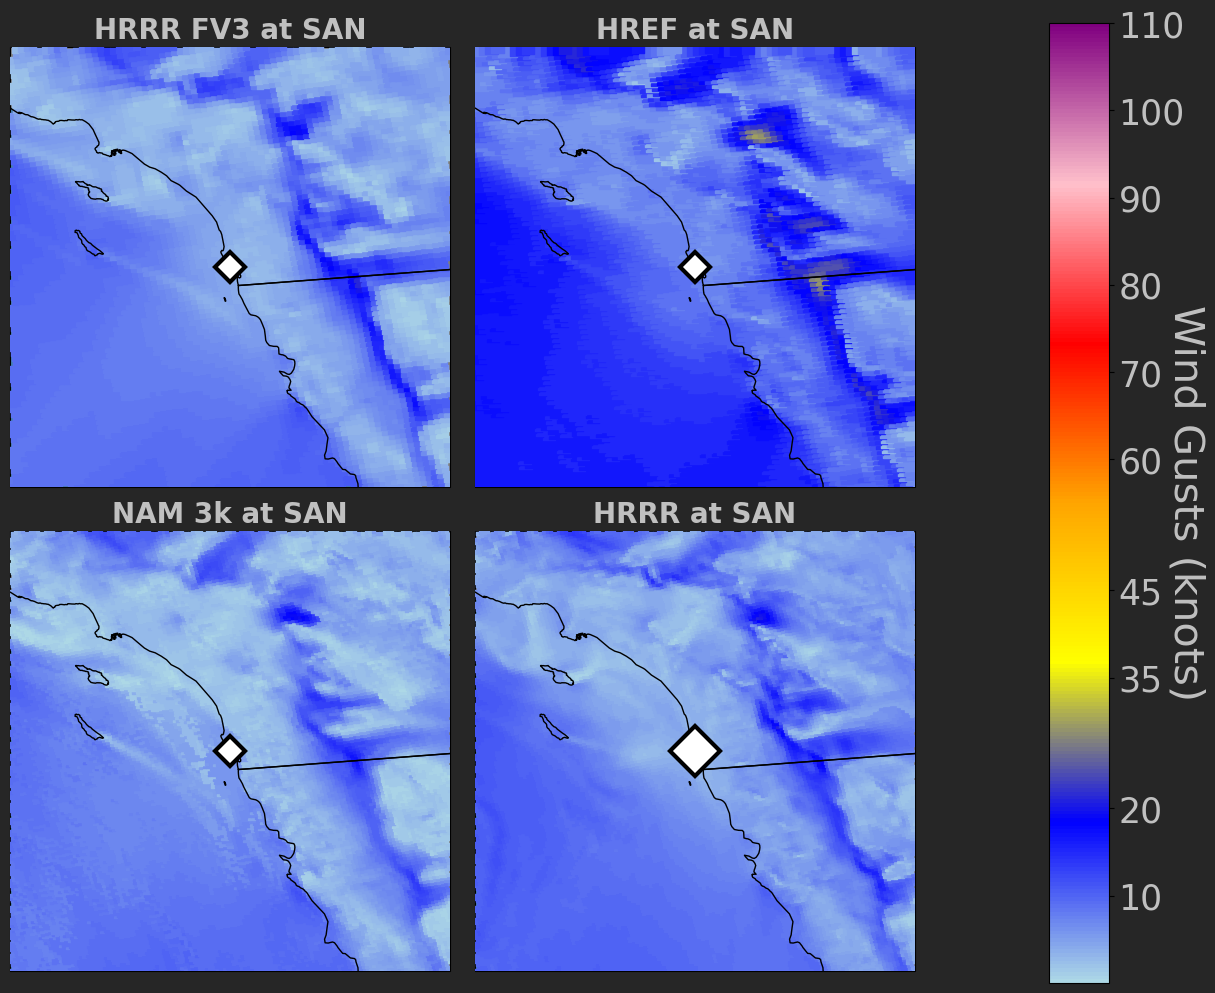 HRRR FV3 at SAN
HREF at SAN
NAM 3k at SAN
HRRR at SAN
110
100
90
80
70
60
45
35
20
10
Wind Gusts (knots)